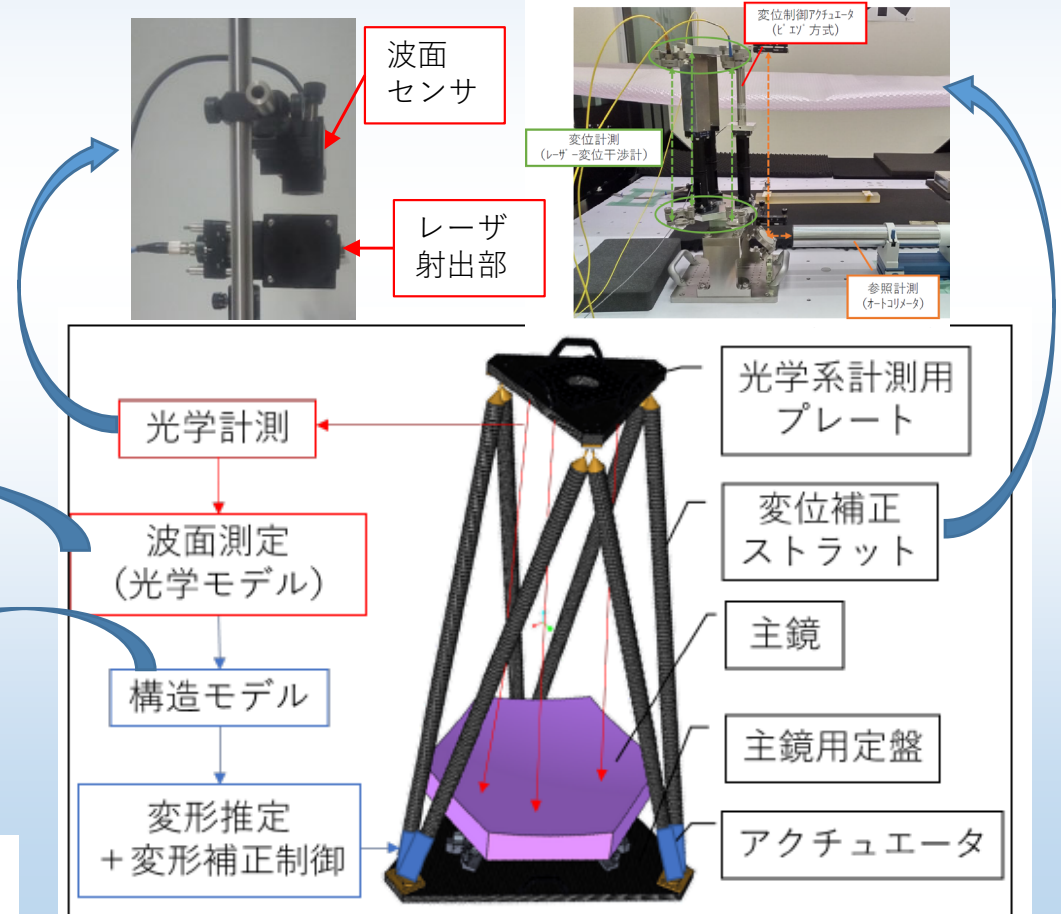 波面
センサ
レーザ
射出部
変位制御アクチュエータ
(ピエゾ方式)
変位計測
(レーザー変位干渉計)
参照計測
(オートコリメータ)
光学計測
波面測定
(光学モデル)
構造モデル
変形推定
＋変形補正制御
光学系計測用
プレート
変位補正
ストラット
主鏡
主鏡用定盤
アクチュエータ